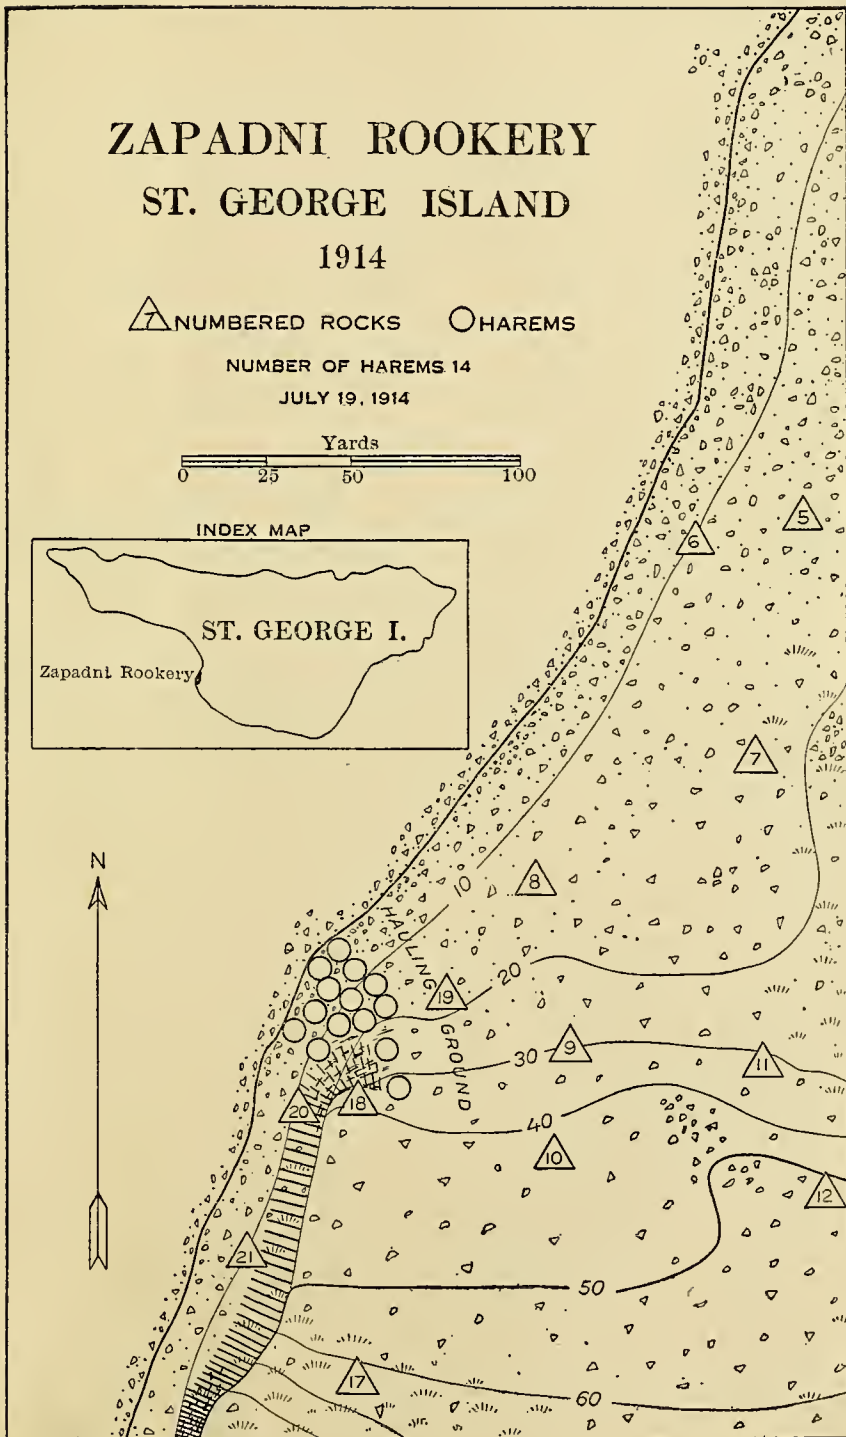 ZAPADNI ROOKERY
ST. GEORGE ISLAND
1914
7 NUMBERED ROCKS O HAREMS
NUMBER OF HAREMS 14
JULY 19, 1914
Yards
0 25 50 100
INDEX MAP
ST. GEORGE I.
Zapadni Rookery
N
5
6
7
8
10
HAULING GROUND
19
20
9
30
11
20
18
40
10
12
21
50
17
60